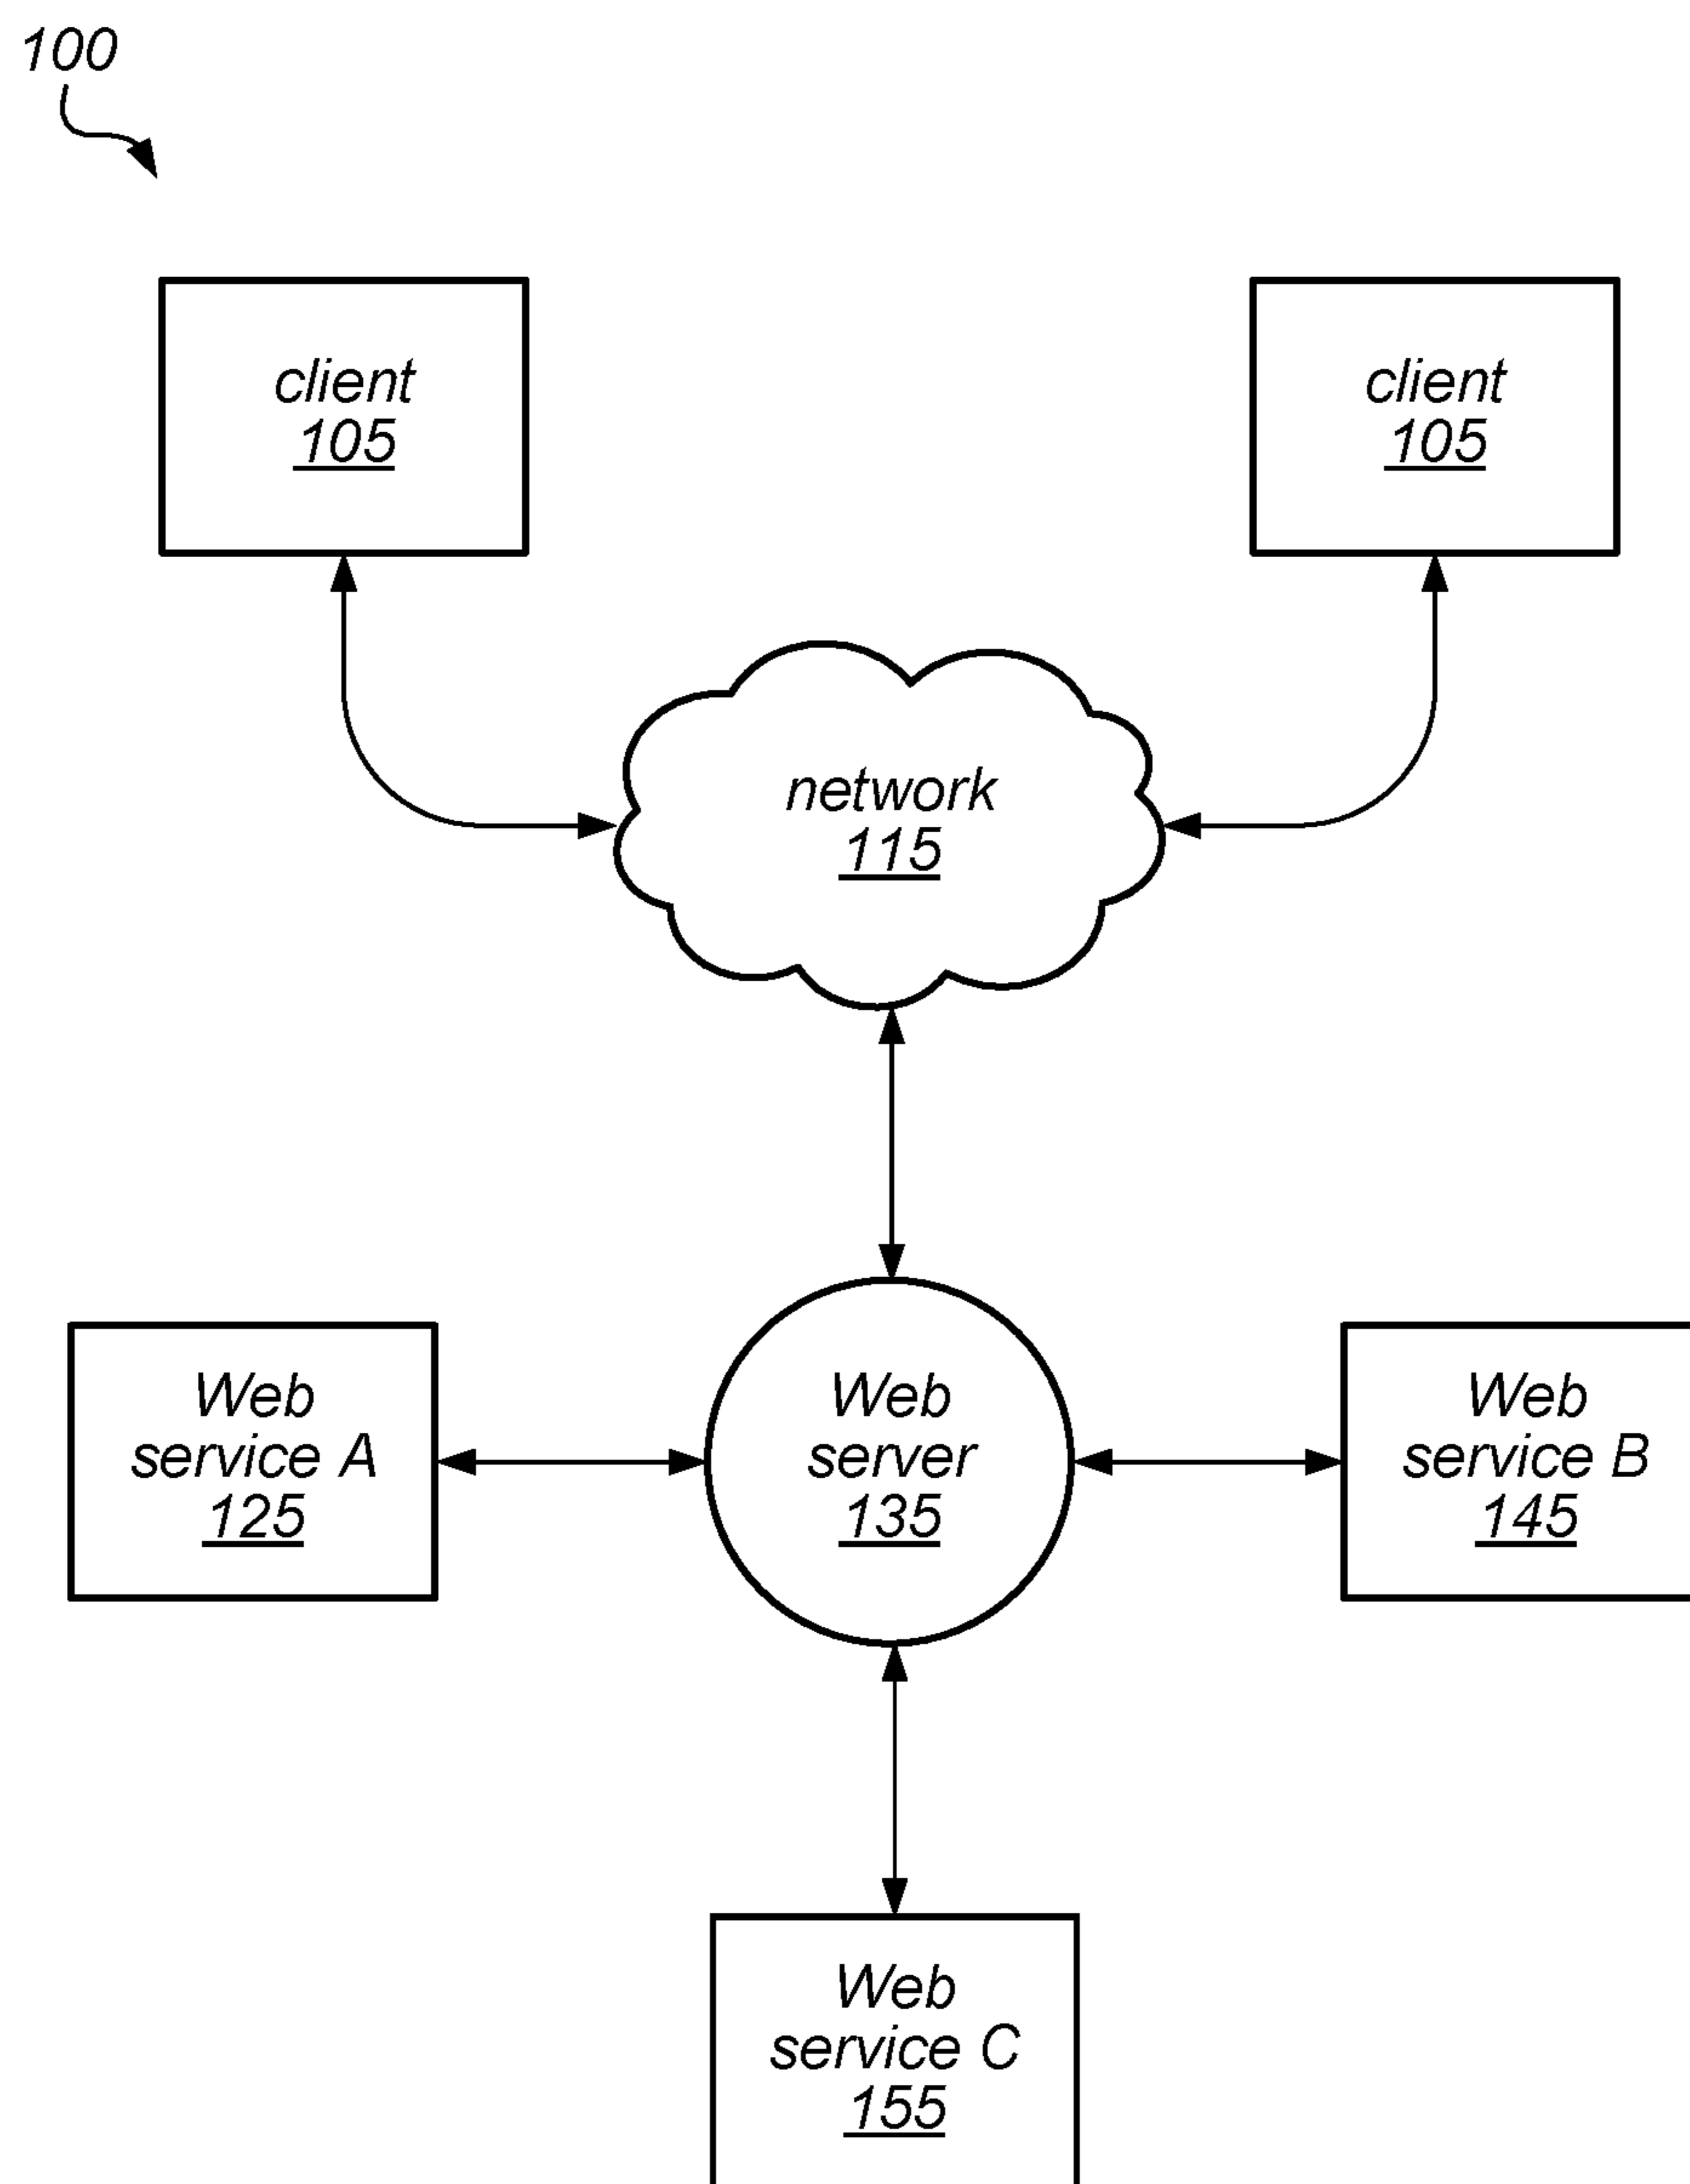 100
client
105
client
105
network
115
Web
service A
125
Web
server
135
Web
service B
145
Web
service C
155